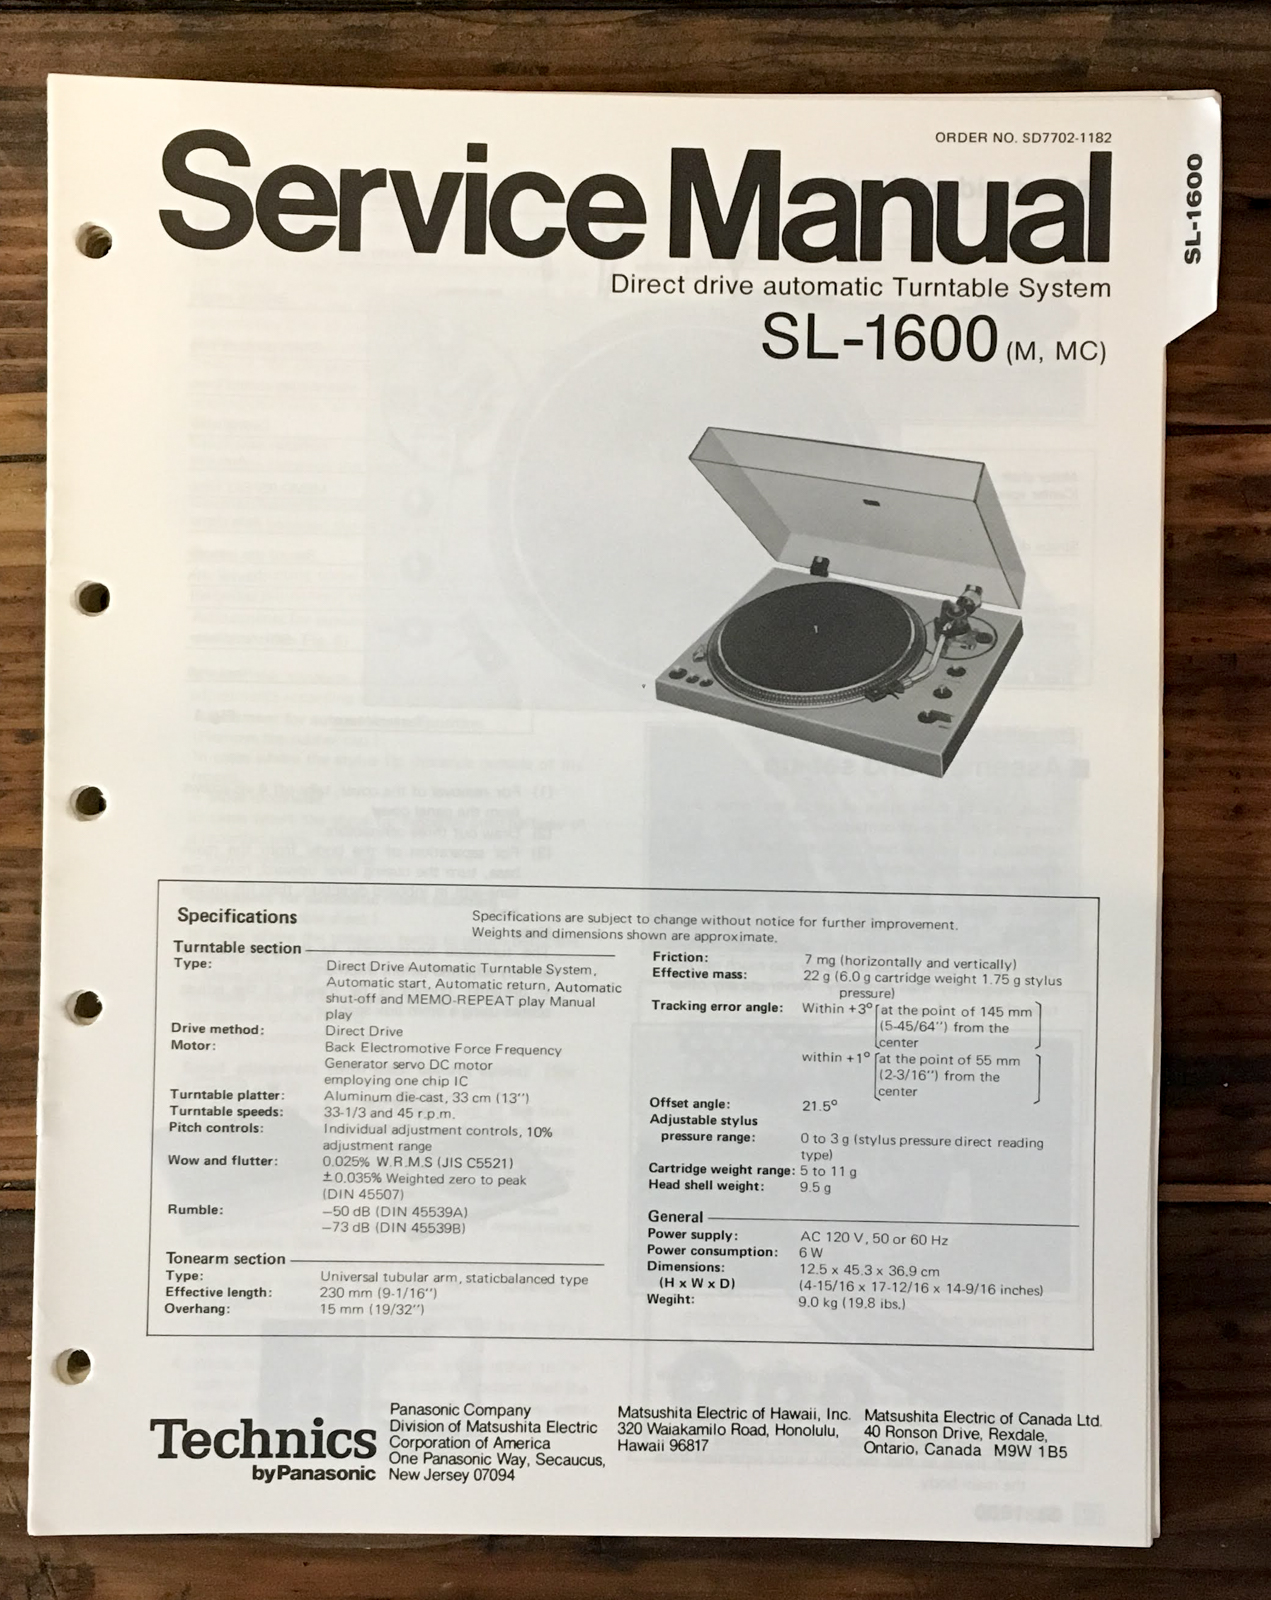 ORDER NO. SD7702-1182
Service Manual
SL-1600
Direct drive automatic Turntable System
SL-1600 (M, MC)
Specifications
Specifications are subject to change without notice for further improvement.
Weights and dimensions shown are approximate.
Turntable section
Type: Direct Drive Automatic Turntable System,
Automatic start, Automatic return, Automatic
shut-off and MEMO-REPEAT play Manual
play
Drive method: Direct Drive
Motor: Back Electromotive Force Frequency
Generator servo DC motor
employing one chip IC
Turntable platter: Aluminum die-cast, 33 cm (13")
Turntable speeds: 33-1/3 and 45 r.p.m.
Pitch controls: Individual adjustment controls, 10%
adjustment range
Wow and flutter: 0.025% W.R.M.S (JIS C5521)
±0.035% Weighted zero to peak
(DIN 45507)
Rumble: −50 dB (DIN 45539A)
−73 dB (DIN 45539B)
Tonearm section
Type: Universal tubular arm, staticbalanced type
Effective length: 230 mm (9-1/16")
Overhang: 15 mm (19/32")
Friction: 7 mg (horizontally and vertically)
Effective mass: 22 g (6.0 g cartridge weight 1.75 g stylus
pressure)
Tracking error angle: Within +3° [at the point of 145 mm
(5-45/64") from the
center]
within +1° [at the point of 55 mm
(2-3/16") from the
center]
Offset angle: 21.5°
Adjustable stylus
pressure range: 0 to 3 g (stylus pressure direct reading
type)
Cartridge weight range: 5 to 11 g
Head shell weight: 9.5 g
General
Power supply: AC 120 V, 50 or 60 Hz
Power consumption: 6 W
Dimensions: 12.5 x 45.3 x 36.9 cm
(H x W x D) (4-15/16 x 17-12/16 x 14-9/16 inches)
Wegiht: 9.0 kg (19.8 ibs.)
Technics
by Panasonic
Panasonic Company
Division of Matsushita Electric
Corporation of America
One Panasonic Way, Secaucus,
New Jersey 07094
Matsushita Electric of Hawaii, Inc.
320 Waiakamilo Road, Honolulu,
Hawaii 96817
Matsushita Electric of Canada Ltd.
40 Ronson Drive, Rexdale,
Ontario, Canada M9W 1B5